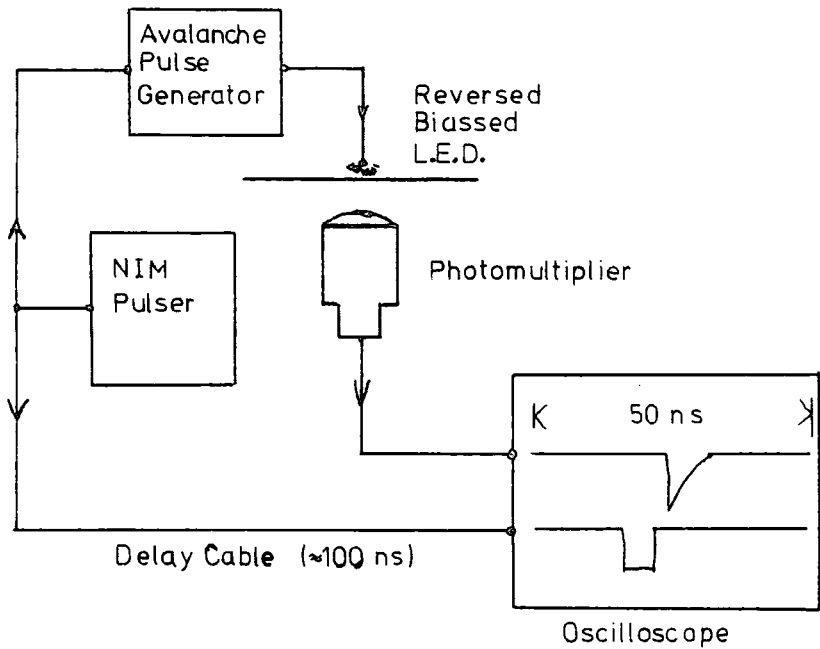 Avalanche
Pulse
Generator
Reversed
Biassed
L.E.D.
NIM
Pulser
Photomultiplier
50 ns
Delay Cable (≈100 ns)
Oscilloscope